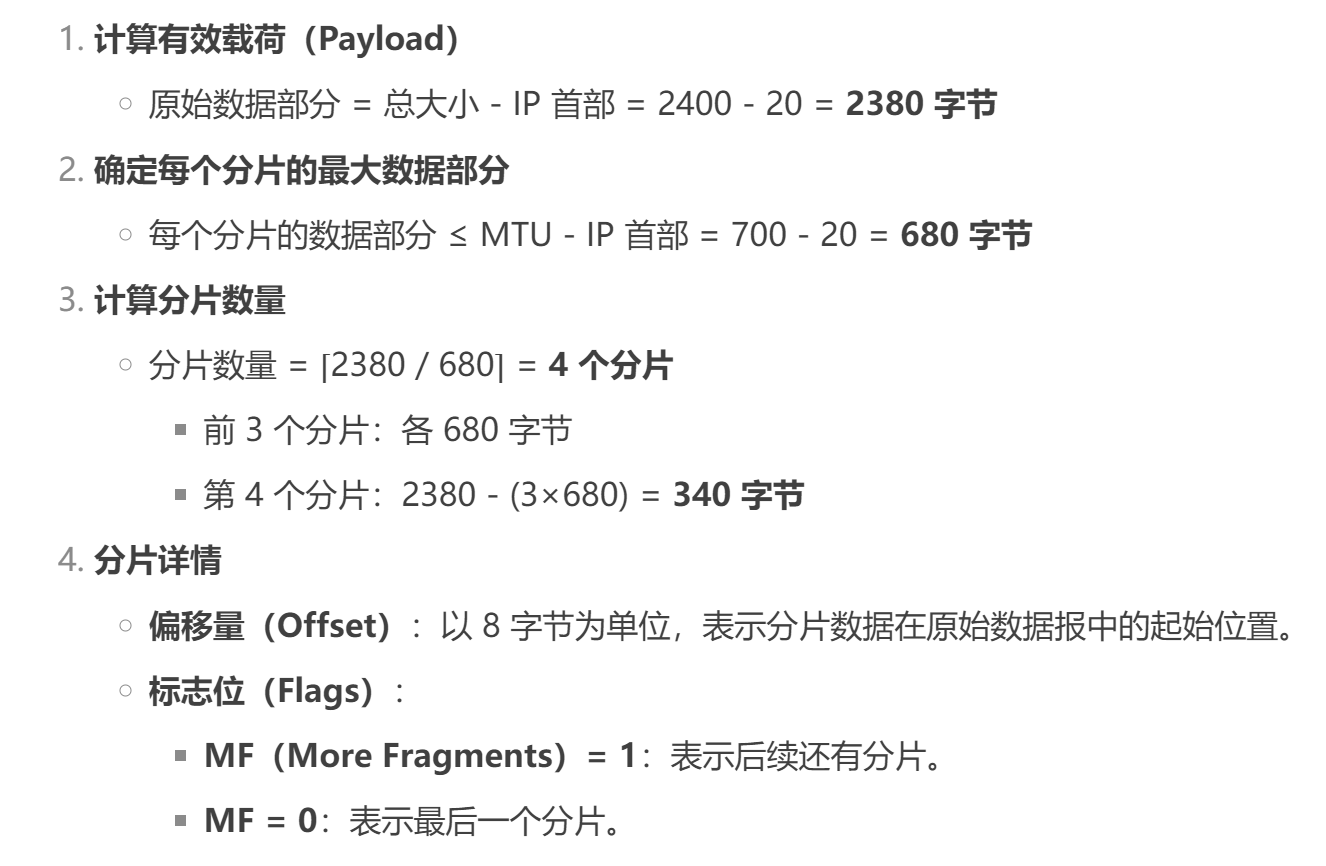 1. 计算有效载荷（Payload）
○ 原始数据部分 = 总大小 - IP 首部 = 2400 - 20 = 2380 字节
2. 确定每个分片的最大数据部分
○ 每个分片的数据部分 ≤ MTU - IP 首部 = 700 - 20 = 680 字节
3. 计算分片数量
○ 分片数量 = ⌈2380 / 680⌉ = 4 个分片
▪ 前 3 个分片：各 680 字节
▪ 第 4 个分片：2380 - (3×680) = 340 字节
4. 分片详情
○ 偏移量（Offset）：以 8 字节为单位，表示分片数据在原始数据报中的起始位置。
○ 标志位（Flags）：
▪ MF（More Fragments）= 1：表示后续还有分片。
▪ MF = 0：表示最后一个分片。